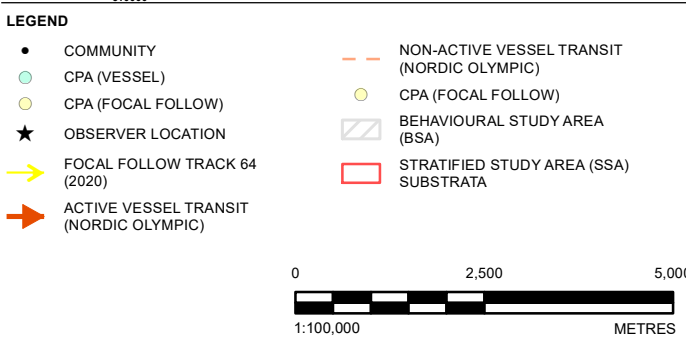 LEGEND
COMMUNITY
CPA (VESSEL)
CPA (FOCAL FOLLOW)
OBSERVER LOCATION
FOCAL FOLLOW TRACK 64
(2020)
ACTIVE VESSEL TRANSIT
(NORDIC OLYMPIC)
NON-ACTIVE VESSEL TRANSIT
(NORDIC OLYMPIC)
CPA (FOCAL FOLLOW)
BEHAVIOURAL STUDY AREA
(BSA)
STRATIFIED STUDY AREA (SSA)
SUBSTRATA
0 2,500 5,000
1:100,000 METRES